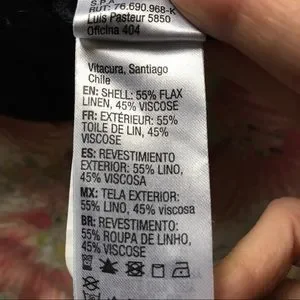 RUT: 76.690.968-K
Luis Pasteur 5850
Oficina 404
Vitacura, Santiago
Chile
EN: SHELL: 55% FLAX
LINEN, 45% VISCOSE
FR: EXTÉRIEUR: 55%
TOILE DE LIN, 45%
VISCOSE
ES: REVESTIMIENTO
EXTERIOR: 55% LINO,
45% VISCOSE
MX: TELA EXTERIOR:
55% LINO, 45% viscosa
BR: REVESTIMENTO:
55% ROUPA DE LINHO,
45% VISCOSE